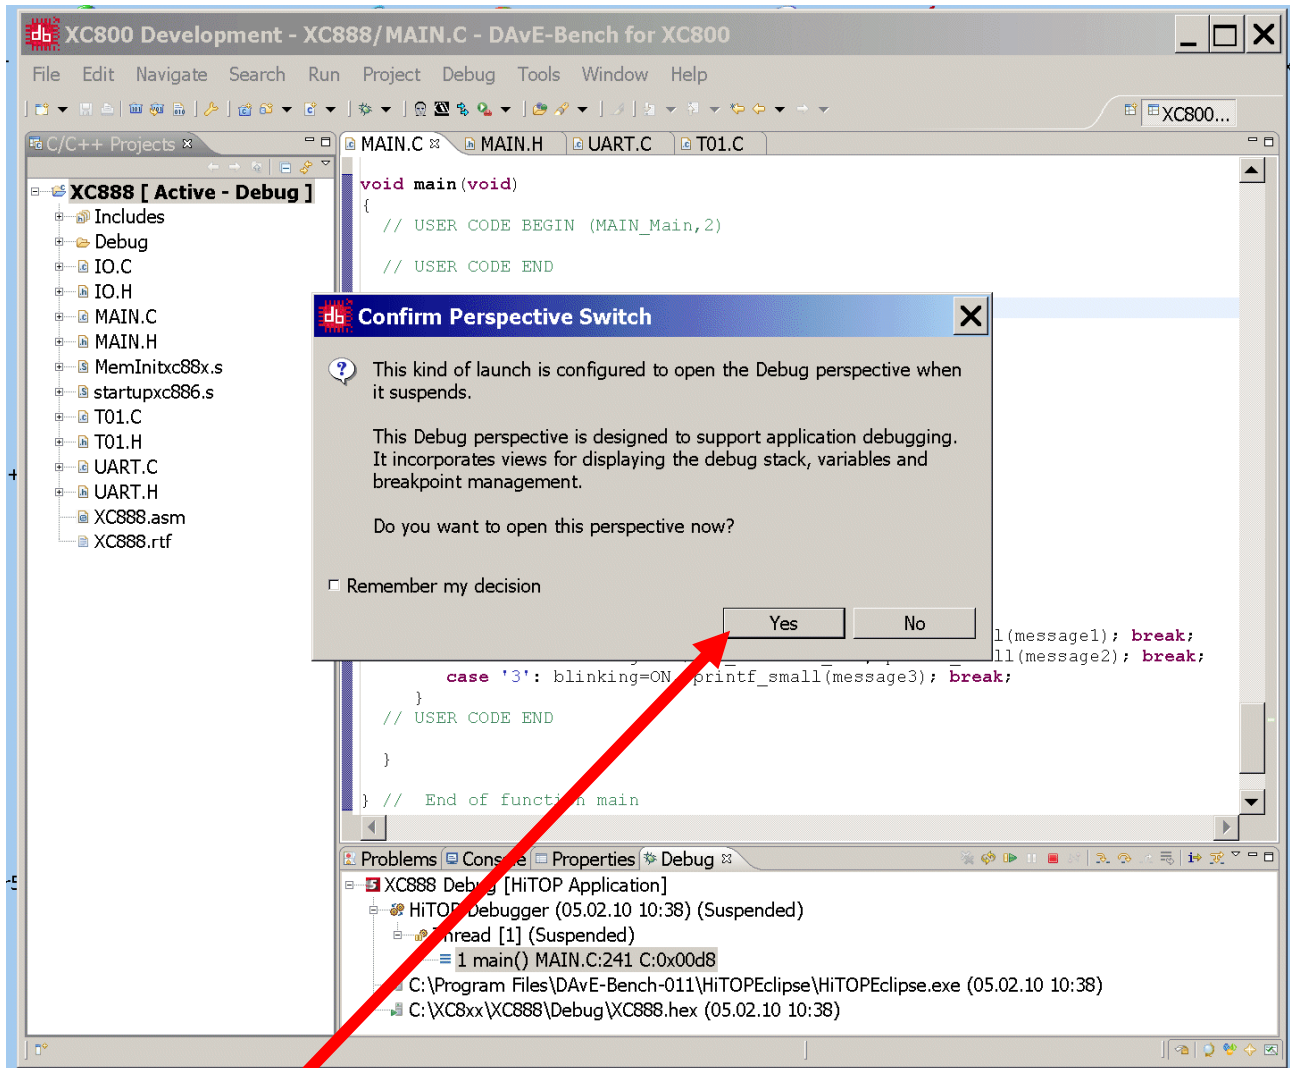 XC800 Development - XC888/MAIN.C - DAvE-Bench for XC800
File Edit Navigate Search Run Project Debug Tools Window Help
XC800...
C/C++ Projects
MAIN.C MAIN.H UART.C T01.C
XC888 [ Active - Debug ]
Includes
Debug
IO.C
IO.H
MAIN.C
MAIN.H
MemInitxc88x.s
startupxc886.s
T01.C
T01.H
UART.C
UART.H
XC888.asm
XC888.rtf
void main(void)
{
// USER CODE BEGIN (MAIN_Main,2)
// USER CODE END
Confirm Perspective Switch
This kind of launch is configured to open the Debug perspective when
it suspends.
This Debug perspective is designed to support application debugging.
It incorporates views for displaying the debug stack, variables and
breakpoint management.
Do you want to open this perspective now?
Remember my decision
Yes No
l(message1); break;
ll(message2); break;
case '3': blinking=ON printf_small(message3); break;
}
// USER CODE END
}
} // End of function main
Problems Console Properties Debug
XC888 Debug [HiTOP Application]
HiTOP Debugger (05.02.10 10:38) (Suspended)
Thread [1] (Suspended)
1 main() MAIN.C:241 C:0x00d8
C:\Program Files\DAvE-Bench-011\HiTOPEclipse\HiTOPEclipse.exe (05.02.10 10:38)
C:\XC8xx\XC888\Debug\XC888.hex (05.02.10 10:38)